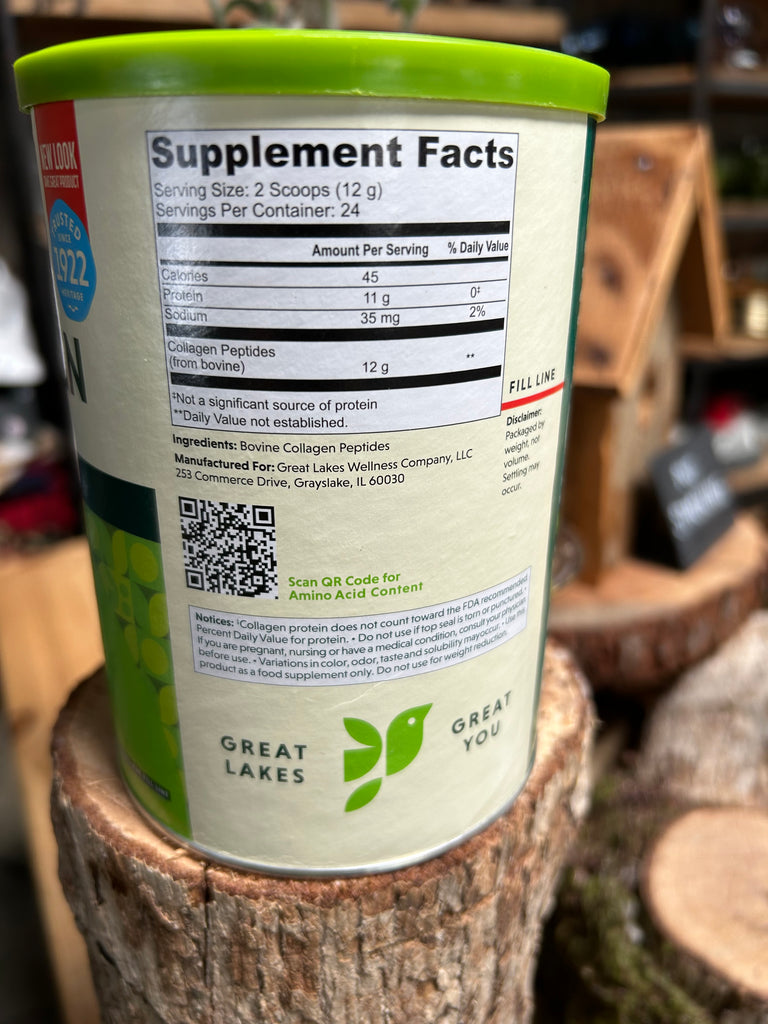 NEW LOOK
SAME GREAT PRODUCT
TRUSTED
SINCE
1922
HERITAGE
Supplement Facts
Serving Size: 2 Scoops (12 g)
Servings Per Container: 24
Amount Per Serving % Daily Value
Calories 45
Protein 11 g 0‡
Sodium 35 mg 2%
Collagen Peptides
(from bovine) 12 g **
‡Not a significant source of protein
**Daily Value not established.
FILL LINE
Disclaimer:
Packaged by
weight, not
volume.
Settling may
occur.
Ingredients: Bovine Collagen Peptides
Manufactured For: Great Lakes Wellness Company, LLC
253 Commerce Drive, Grayslake, IL 60030
Scan QR Code for
Amino Acid Content
Notices: ‡Collagen protein does not count toward the FDA recommended
Percent Daily Value for protein. • Do not use if top seal is torn or punctured. •
If you are pregnant, nursing or have a medical condition, consult your physician
before use. • Variations in color, odor, taste and solubility may occur. • Use this
product as a food supplement only. Do not use for weight reduction.
GREAT
LAKES
GREAT
YOU